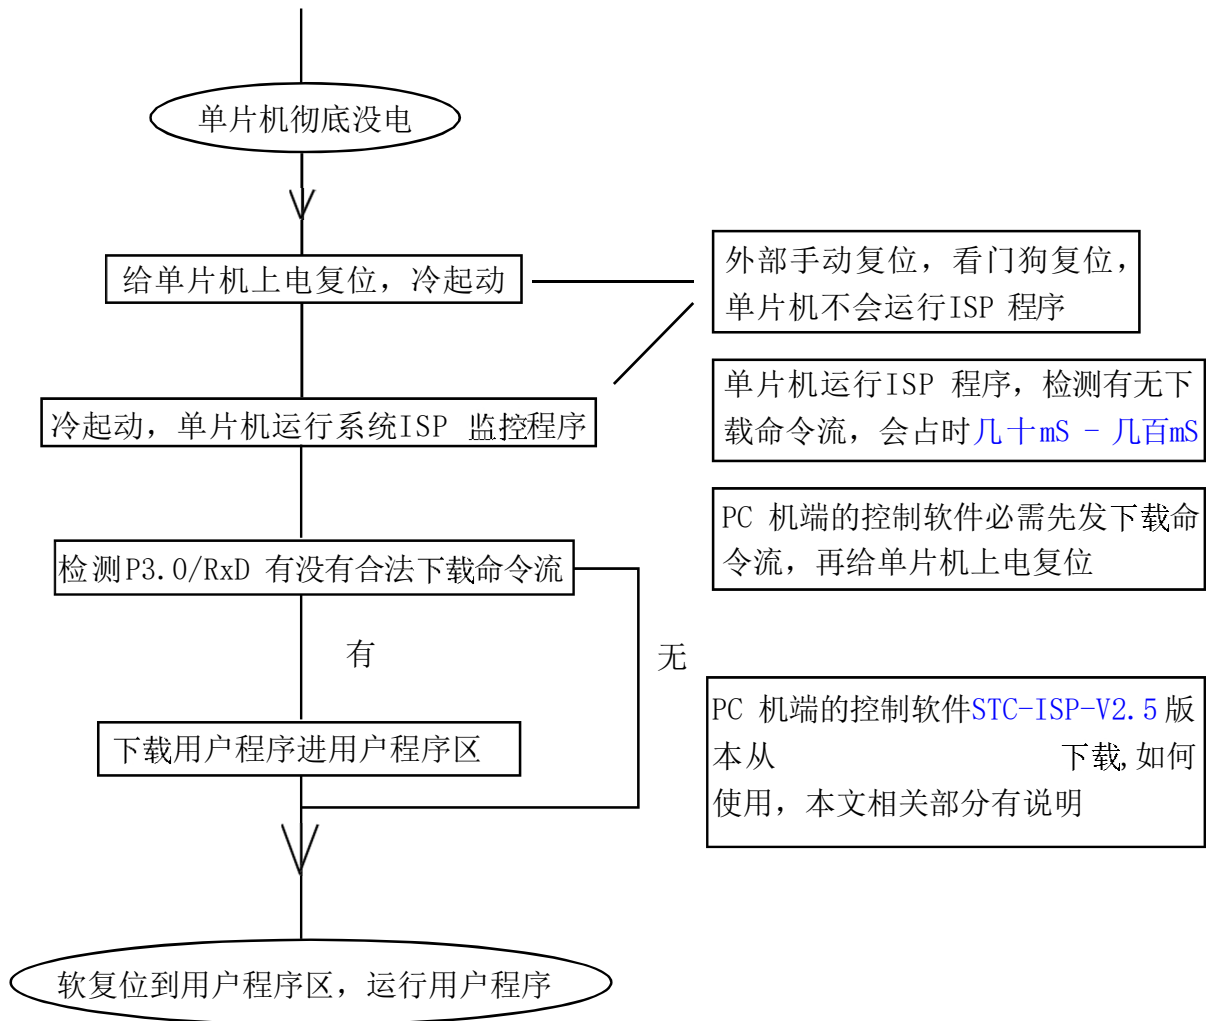 单片机彻底没电
给单片机上电复位，冷起动
外部手动复位，看门狗复位，
单片机不会运行ISP 程序
冷起动，单片机运行系统ISP 监控程序
单片机运行ISP 程序，检测有无下
载命令流，会占时几十mS - 几百mS
检测P3.0/RxD 有没有合法下载命令流
PC 机端的控制软件必需先发下载命
令流，再给单片机上电复位
有
无
下载用户程序进用户程序区
PC 机端的控制软件STC-ISP-V2.5版
本从 下载,如何
使用，本文相关部分有说明
软复位到用户程序区，运行用户程序